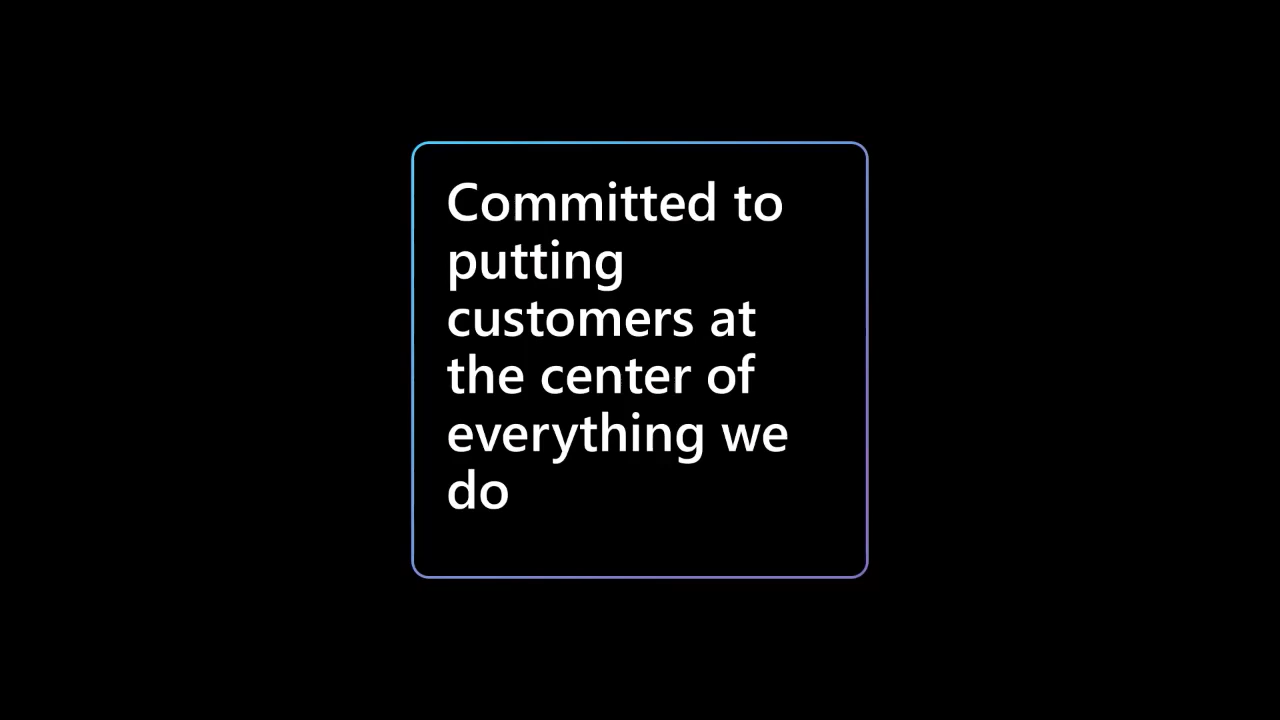 Committed to
putting
customers at
the center of
everything we
do